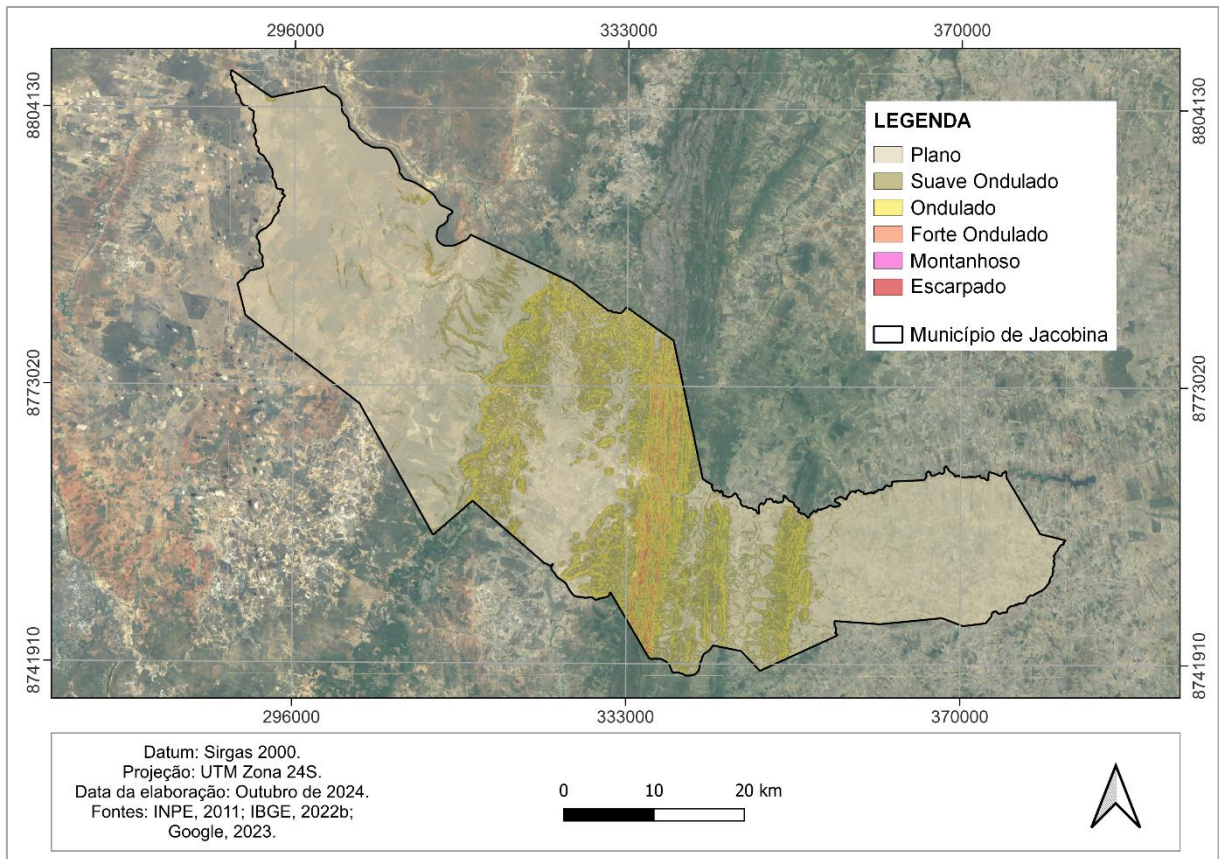 296000
333000
370000
8804130
8804130
LEGENDA
Plano
Suave Ondulado
Ondulado
Forte Ondulado
Montanhoso
Escarpado
Município de Jacobina
8773020
8773020
8741910
8741910
296000
333000
370000
Datum: Sirgas 2000.
Projeção: UTM Zona 24S.
Data da elaboração: Outubro de 2024.
Fontes: INPE, 2011; IBGE, 2022b;
Google, 2023.
0 10 20 km